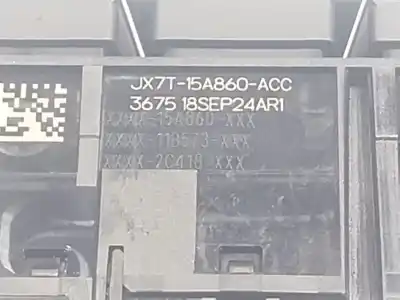 JX7T-15A860-ACC
3675 18SEP24AR1
XXXX-15A860-XXX
XXXX-11B573-XXX
XXXX-2C418-XXX